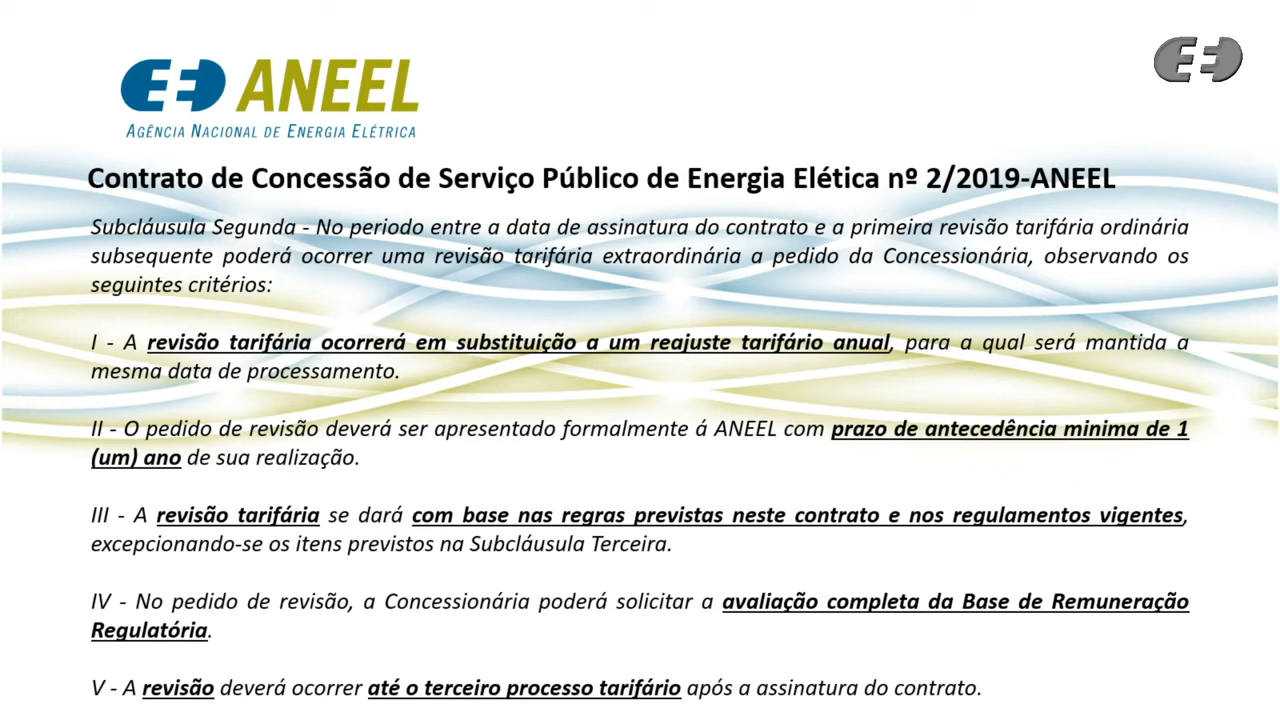 ANEEL
AGÊNCIA NACIONAL DE ENERGIA ELÉTRICA
Contrato de Concessão de Serviço Público de Energia Elética nº 2/2019-ANEEL
Subcláusula Segunda - No periodo entre a data de assinatura do contrato e a primeira revisão tarifária ordinária
subsequente poderá ocorrer uma revisão tarifária extraordinária a pedido da Concessionária, observando os
seguintes critérios:
I - A revisão tarifária ocorrerá em substituição a um reajuste tarifário anual, para a qual será mantida a
mesma data de processamento.
II - O pedido de revisão deverá ser apresentado formalmente á ANEEL com prazo de antecedência minima de 1
(um) ano de sua realização.
III - A revisão tarifária se dará com base nas regras previstas neste contrato e nos regulamentos vigentes,
excepcionando-se os itens previstos na Subcláusula Terceira.
IV - No pedido de revisão, a Concessionária poderá solicitar a avaliação completa da Base de Remuneração
Regulatória.
V - A revisão deverá ocorrer até o terceiro processo tarifário após a assinatura do contrato.